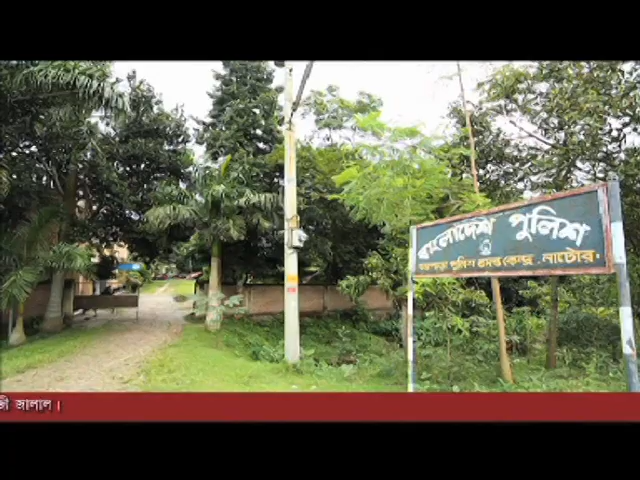 বাংলাদেশ পুলিশ
পুলিশ তদন্ত কেন্দ্র নাটোর।
জী জালাল।